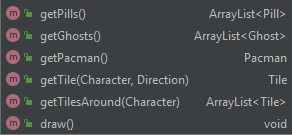 m getPills() ArrayList<Pill>
m getGhosts() ArrayList<Ghost>
m getPacman() Pacman
m getTile(Character, Direction) Tile
m getTilesAround(Character) ArrayList<Tile>
m draw() void